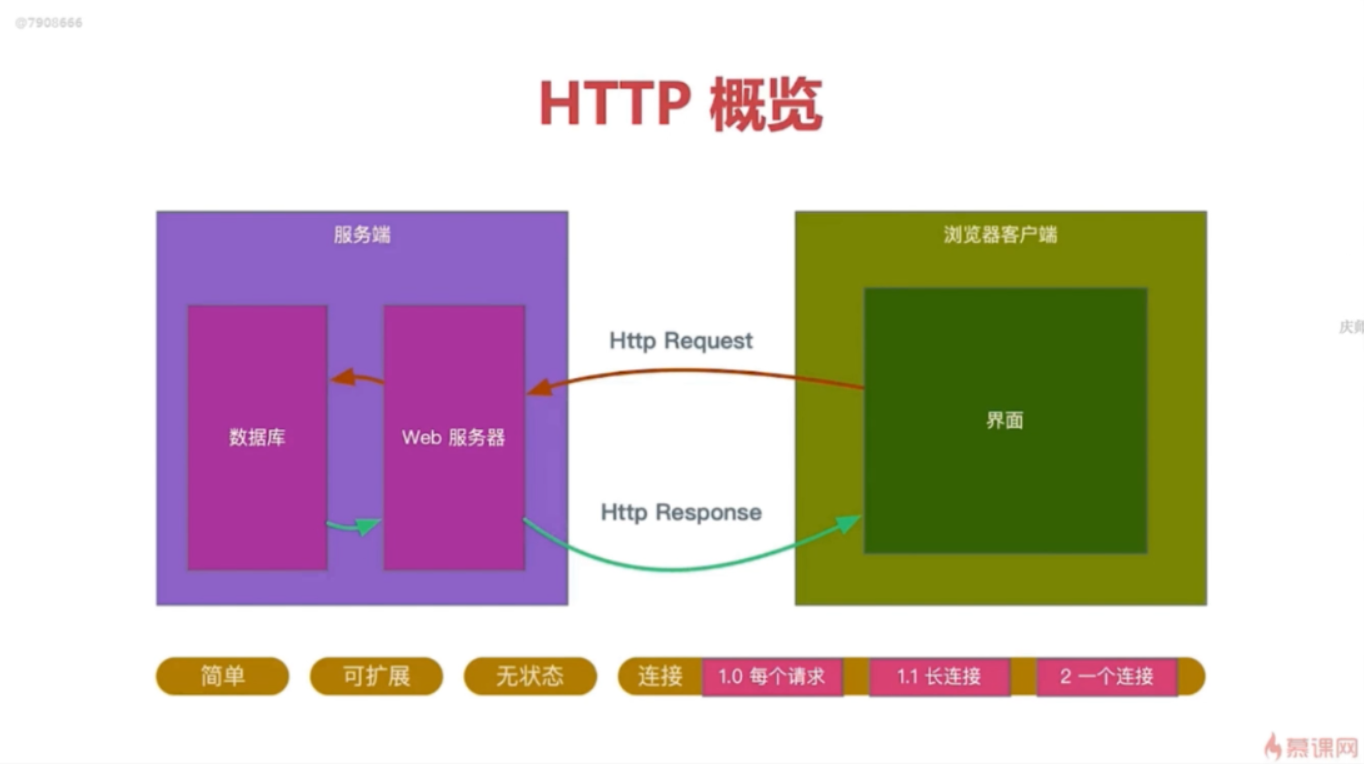 @7908666
HTTP 概览
服务端
浏览器客户端
数据库
Web 服务器
Http Request
Http Response
界面
简单
可扩展
无状态
连接
1.0 每个请求
1.1 长连接
2 一个连接
慕课网